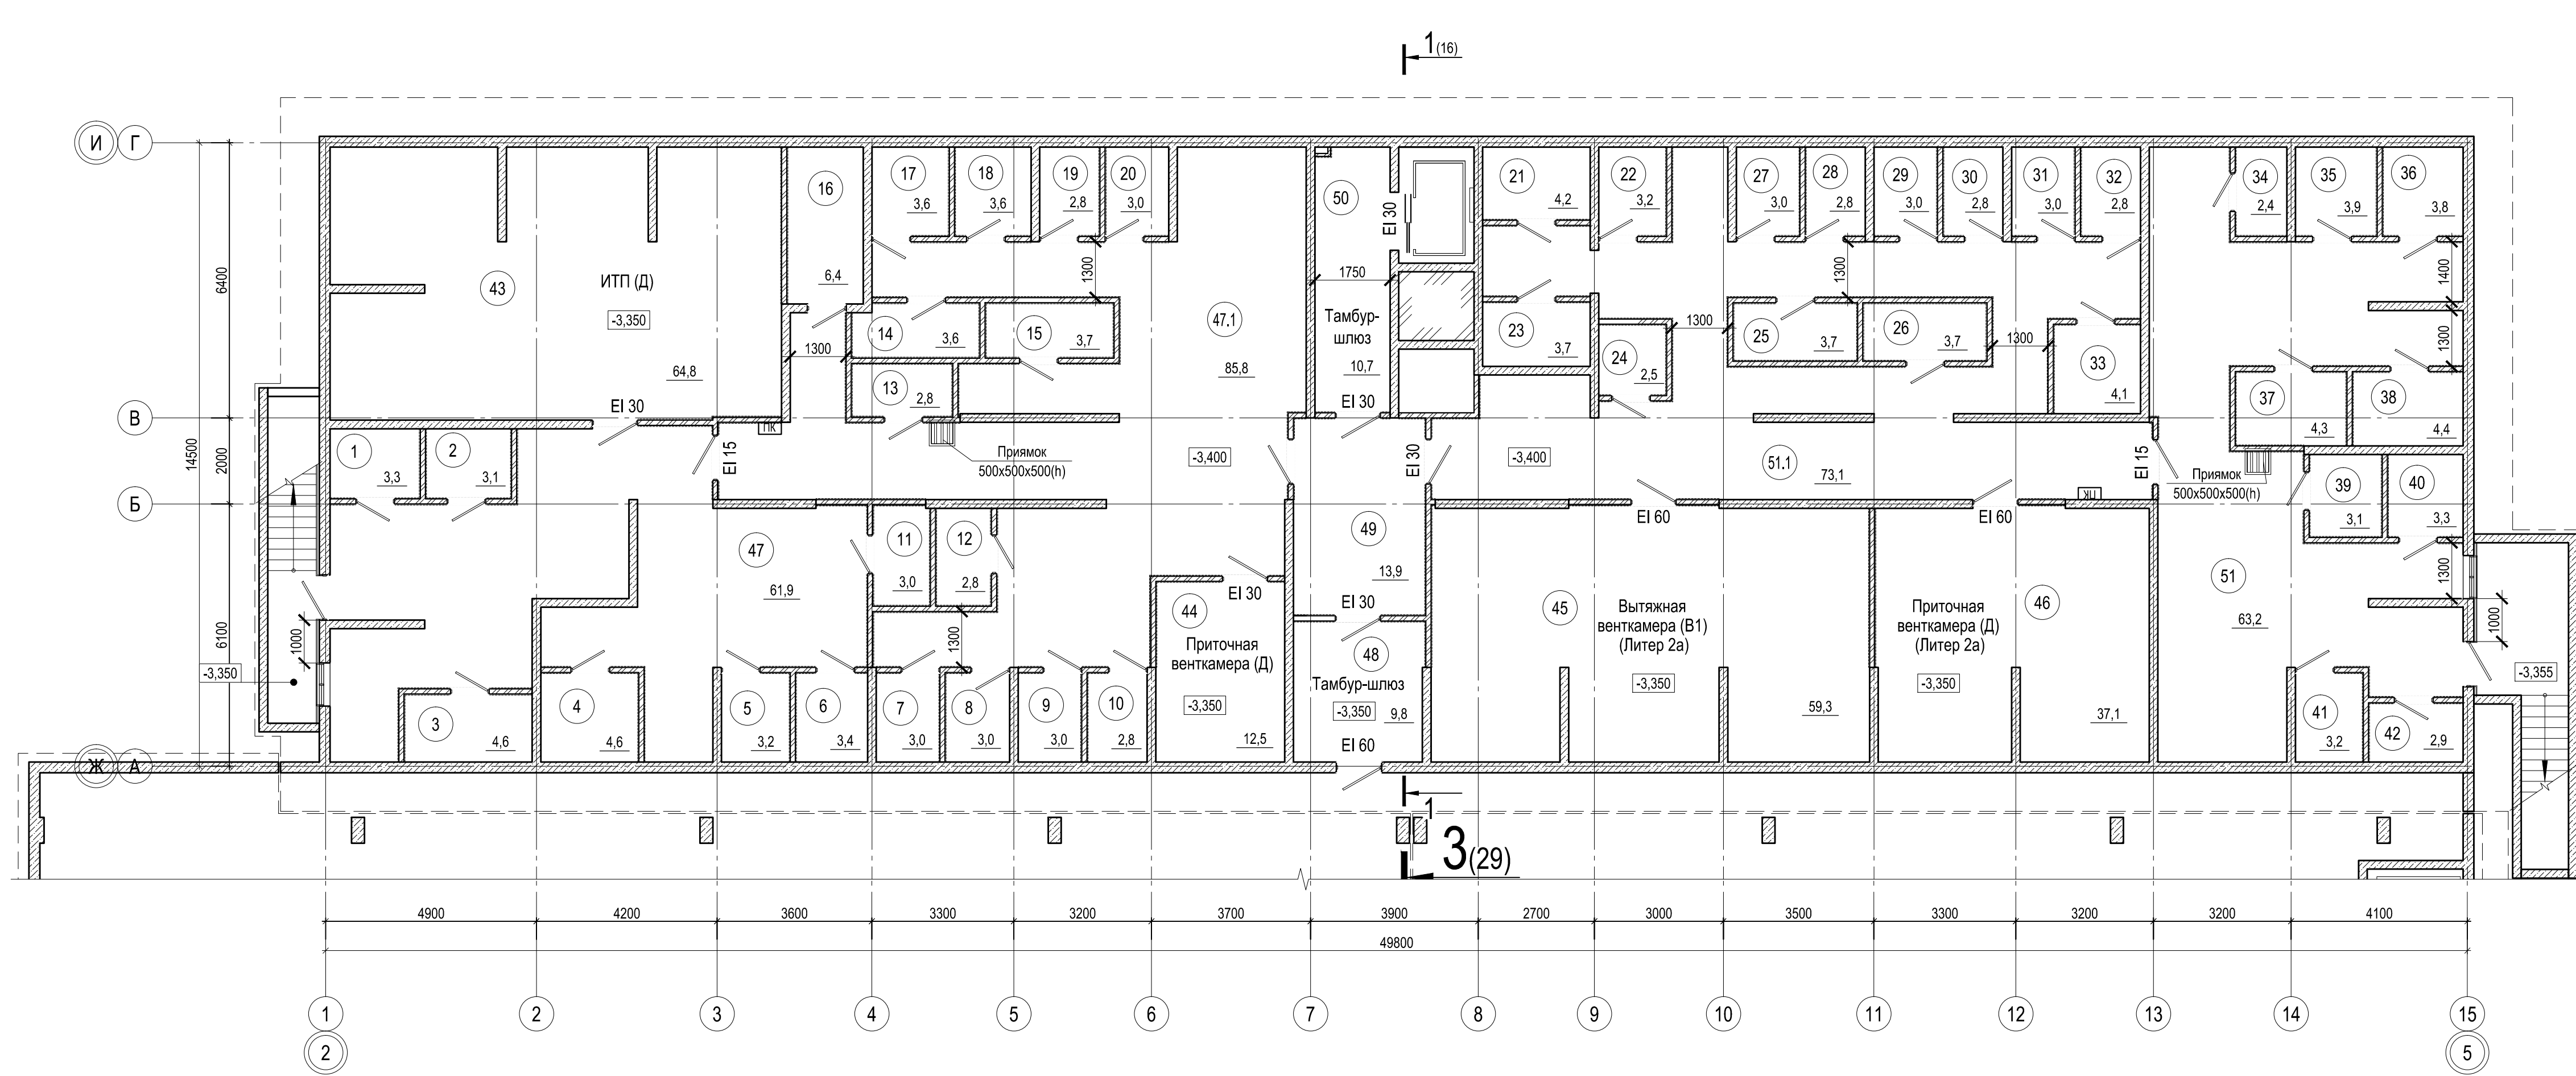 1(16)
И Г
17 18 19 20 50 21 22 27 28 29 30 31 32 34 35 36
16
3,6 3,6 2,8 3,0 4,2 3,2 3,0 2,8 3,0 2,8 3,0 2,8 2,4 3,9 3,8
EI 30
6400
43
ИТП (Д)
-3,350
64,8
6,4
1300
1300
1750
1300
1400
1300
47.1
85,8
Тамбур-
шлюз
10,7
14
3,6
15
3,7
13
2,8
1300
23
3,7
24
2,5
1300
25
3,7
26
3,7
1300
33
4,1
37
4,3
38
4,4
В
EI 30
ПК
EI 30
14500
2000
1
3,3
2
3,1
EI 15
Приямок
500х500х500(h)
-3,400
EI 30
-3,400
51.1
73,1
ПК
EI 15
Приямок
500х500х500(h)
39
3,1
40
3,3
Б
EI 60
EI 60
47
61,9
11
3,0
12
2,8
49
13,9
EI 30
EI 30
1300
51
63,2
1300
1000
6100
1000
-3,350
44
Приточная
венткамера (Д)
-3,350
12,5
45
Вытяжная
венткамера (В1)
(Литер 2а)
-3,350
59,3
Приточная
венткамера (Д)
(Литер 2а)
46
-3,350
37,1
48
Тамбур-шлюз
-3,350
9,8
EI 60
-3,355
3
4,6
4
4,6
5
3,2
6
3,4
7
3,0
8
3,0
9
3,0
10
2,8
41
3,2
42
2,9
Ж А
1
3(29)
4900 4200 3600 3300 3200 3700 3900 2700 3000 3500 3300 3200 3200 4100
49800
1 2 3 4 5 6 7 8 9 10 11 12 13 14 15
2 5